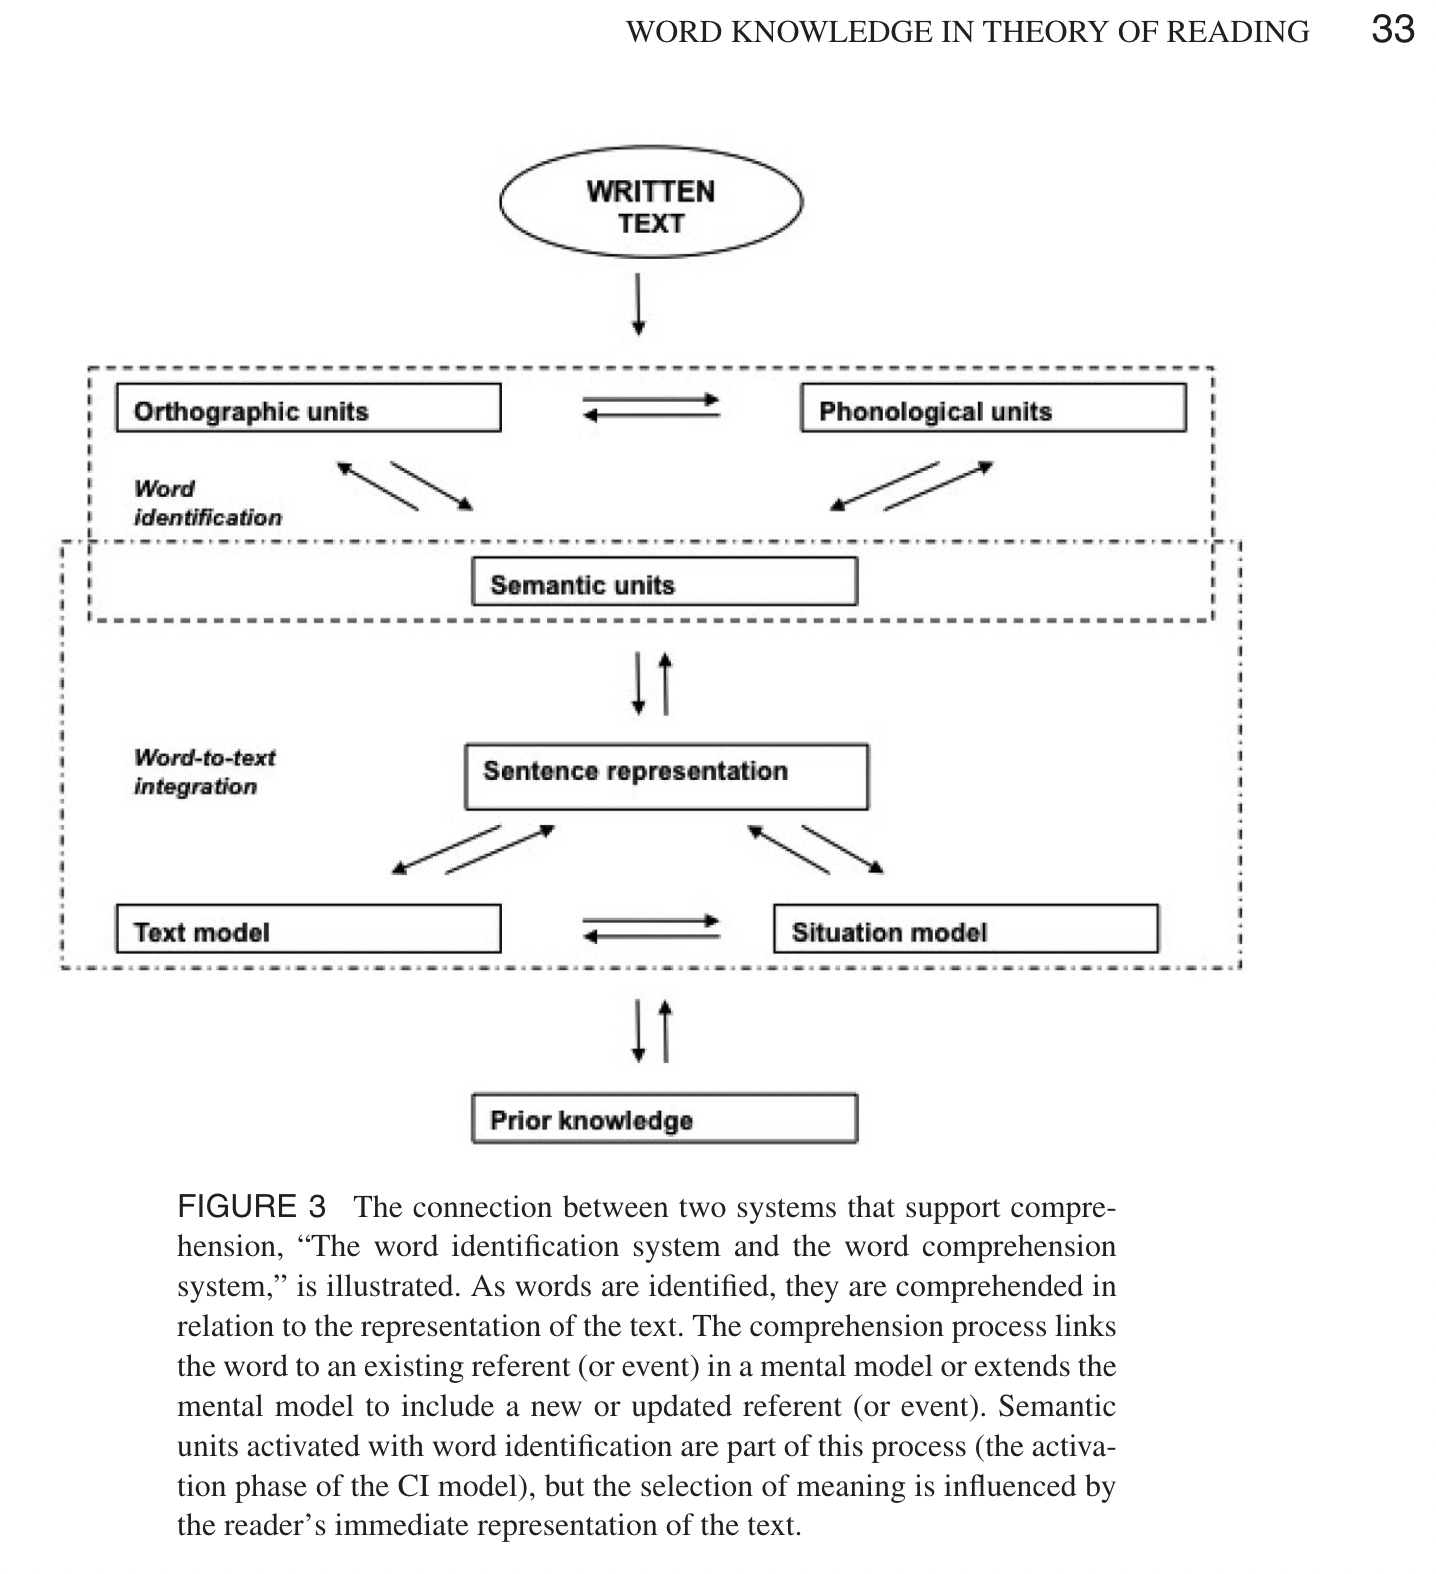 WORD KNOWLEDGE IN THEORY OF READING 33
WRITTEN
TEXT
Orthographic units
Phonological units
Word
identification
Semantic units
Word-to-text
integration
Sentence representation
Text model
Situation model
Prior knowledge
FIGURE 3 The connection between two systems that support compre-
hension, “The word identification system and the word comprehension
system,” is illustrated. As words are identified, they are comprehended in
relation to the representation of the text. The comprehension process links
the word to an existing referent (or event) in a mental model or extends the
mental model to include a new or updated referent (or event). Semantic
units activated with word identification are part of this process (the activa-
tion phase of the CI model), but the selection of meaning is influenced by
the reader’s immediate representation of the text.